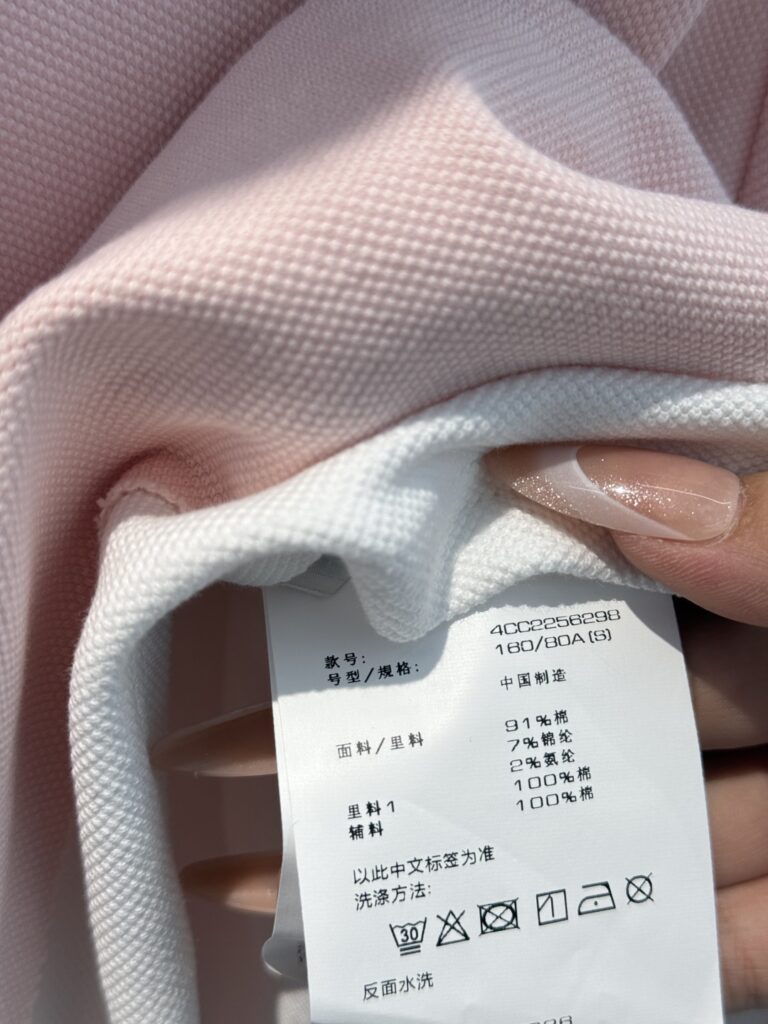 款号: 4CC2256298
号型/規格: 160/80A(S)
中国制造
面料/里料 91%棉
7%锦纶
2%氨纶
里料1 100%棉
辅料 100%棉
以此中文标签为准
洗涤方法:
30
反面水洗